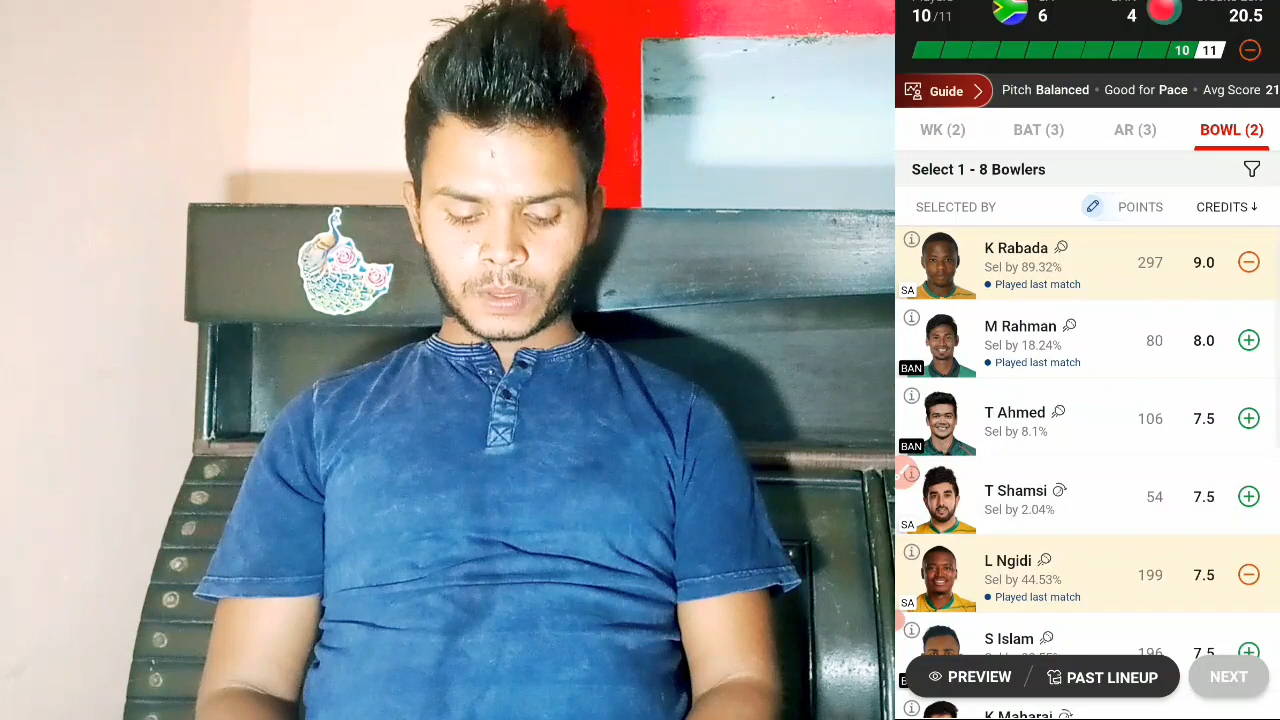 10/11
6
4
20.5
10 11
Guide
Pitch Balanced • Good for Pace • Avg Score 21
WK (2) BAT (3) AR (3) BOWL (2)
Select 1 - 8 Bowlers
SELECTED BY POINTS CREDITS↓
K Rabada
Sel by 89.32% 297 9.0
Played last match
SA
M Rahman
Sel by 18.24% 80 8.0
Played last match
BAN
T Ahmed
Sel by 8.1% 106 7.5
BAN
T Shamsi
Sel by 2.04% 54 7.5
SA
L Ngidi
Sel by 44.53% 199 7.5
Played last match
SA
S Islam
196 7.5
PREVIEW PAST LINEUP NEXT
K Maharaj